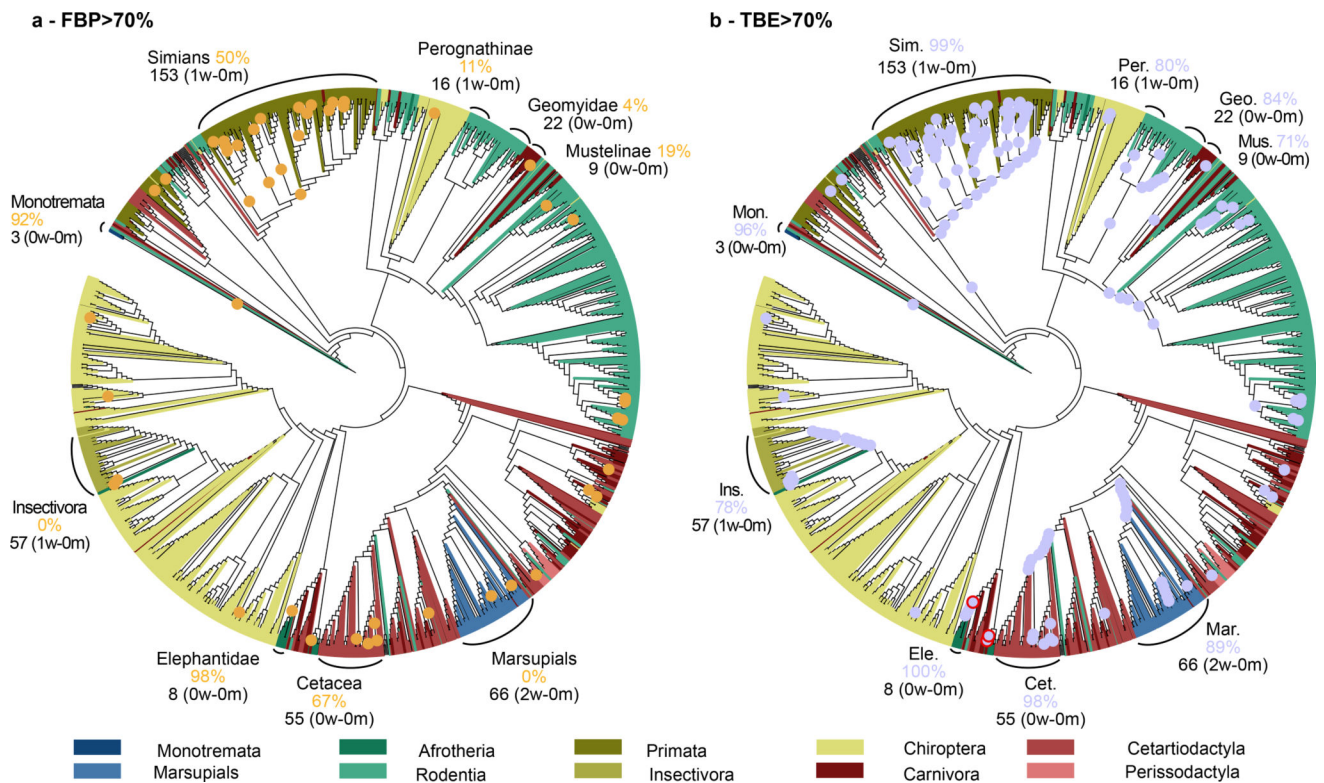 a - FBP>70%
Simians 50%
153 (1w-0m)
Perognathinae
11%
16 (1w-0m)
Geomyidae 4%
22 (0w-0m)
Mustelinae 19%
9 (0w-0m)
Monotremata
92%
3 (0w-0m)
Insectivora
0%
57 (1w-0m)
Elephantidae
98%
8 (0w-0m)
Cetacea
67%
55 (0w-0m)
Marsupials
0%
66 (2w-0m)
b - TBE>70%
Sim. 99%
153 (1w-0m)
Per. 80%
16 (1w-0m)
Geo. 84%
22 (0w-0m)
Mus. 71%
9 (0w-0m)
Mon.
96%
3 (0w-0m)
Ins.
78%
57 (1w-0m)
Ele.
100%
8 (0w-0m)
Cet.
98%
55 (0w-0m)
Mar.
89%
66 (2w-0m)
Monotremata
Afrotheria
Primata
Chiroptera
Cetartiodactyla
Marsupials
Rodentia
Insectivora
Carnivora
Perissodactyla